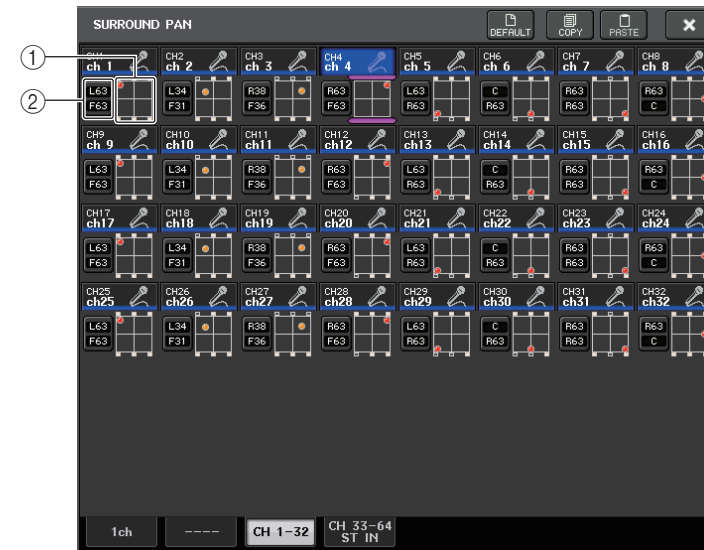 SURROUND PAN
DEFAULT
COPY
PASTE
①
②
CH1
ch 1
CH2
ch 2
CH3
ch 3
CH4
ch 4
CH5
ch 5
CH6
ch 6
CH7
ch 7
CH8
ch 8
L63
F63
L34
F31
R38
F36
R63
F63
L63
R63
C
R63
R63
R63
R63
C
CH9
ch 9
CH10
ch10
CH11
ch11
CH12
ch12
CH13
ch13
CH14
ch14
CH15
ch15
CH16
ch16
L63
F63
L34
F31
R38
F36
R63
F63
L63
R63
C
R63
R63
R63
R63
C
CH17
ch17
CH18
ch18
CH19
ch19
CH20
ch20
CH21
ch21
CH22
ch22
CH23
ch23
CH24
ch24
L63
F63
L34
F31
R38
F36
R63
F63
L63
R63
C
R63
R63
R63
R63
C
CH25
ch25
CH26
ch26
CH27
ch27
CH28
ch28
CH29
ch29
CH30
ch30
CH31
ch31
CH32
ch32
L63
F63
L34
F31
R38
F36
R63
F63
L63
R63
C
R63
R63
R63
R63
C
1ch
----
CH 1-32
CH 33-64
ST IN